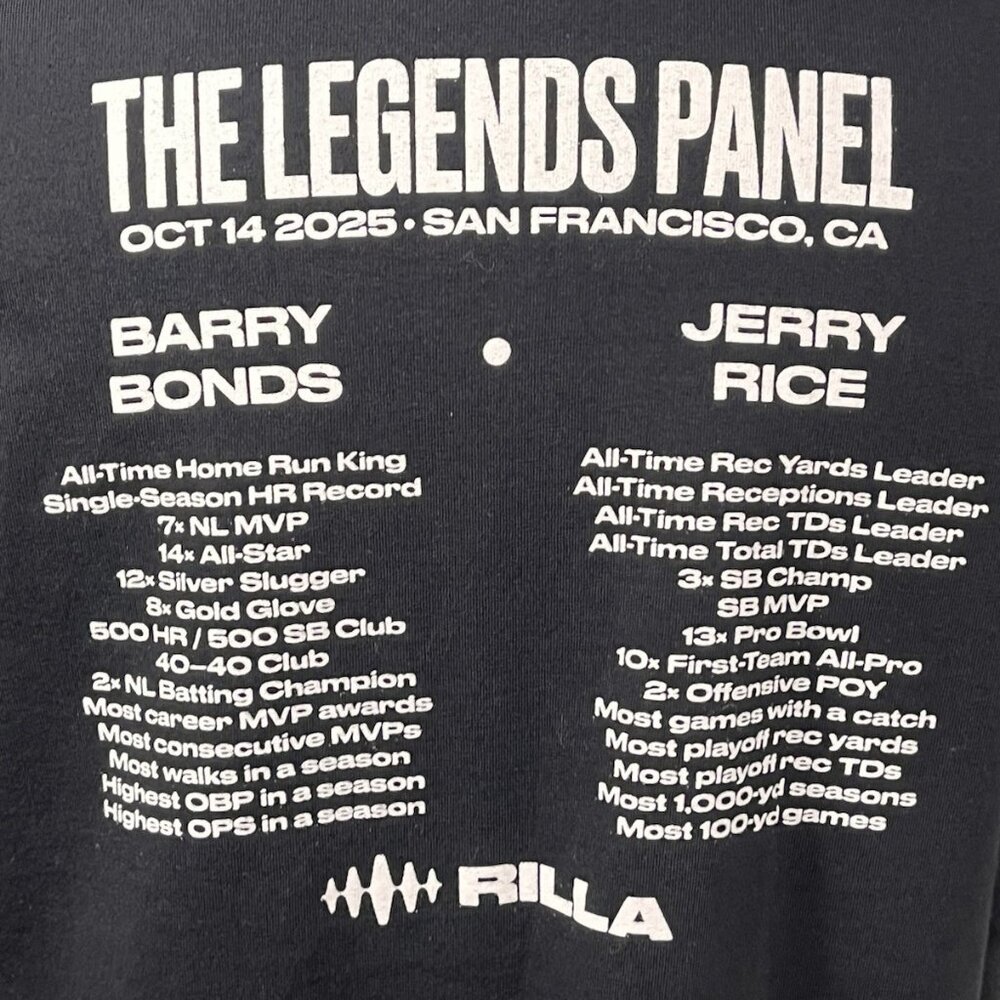 THE LEGENDS PANEL
OCT 14 2025 • SAN FRANCISCO, CA
BARRY
BONDS
•
JERRY
RICE
All-Time Home Run King
Single-Season HR Record
7x NL MVP
14x All-Star
12x Silver Slugger
8x Gold Glove
500 HR / 500 SB Club
40–40 Club
2x NL Batting Champion
Most career MVP awards
Most consecutive MVPs
Most walks in a season
Highest OBP in a season
Highest OPS in a season
All-Time Rec Yards Leader
All-Time Receptions Leader
All-Time Rec TDs Leader
All-Time Total TDs Leader
3x SB Champ
SB MVP
13x Pro Bowl
10x First-Team All-Pro
2x Offensive POY
Most games with a catch
Most playoff rec yards
Most playoff rec TDs
Most 1,000-yd seasons
Most 100-yd games
RILLA